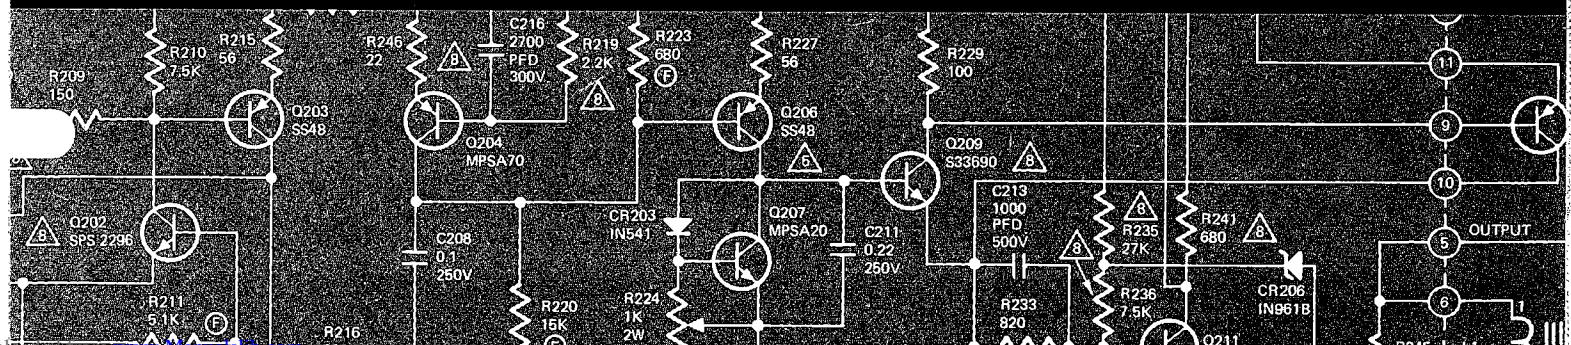 R209
150
R210
7.5K
R215
56
Q203
SS48
8
Q202
SPS 2296
R211
5.1K
F
R216
R246
22
8
Q204
MPSA70
C216
2700
PFD
300V
R219
2.2K
8
R223
680
F
C208
0.1
250V
R220
15K
R227
56
Q206
SS48
6
CR203
IN541
Q207
MPSA20
R224
1K
2W
C211
0.22
250V
R229
100
Q209
S33690
8
C213
1000
PFD
500V
R233
820
8
8
R235
27K
R236
7.5K
R241
680
8
Q211
CR206
IN961B
11
9
10
5
OUTPUT
6
1